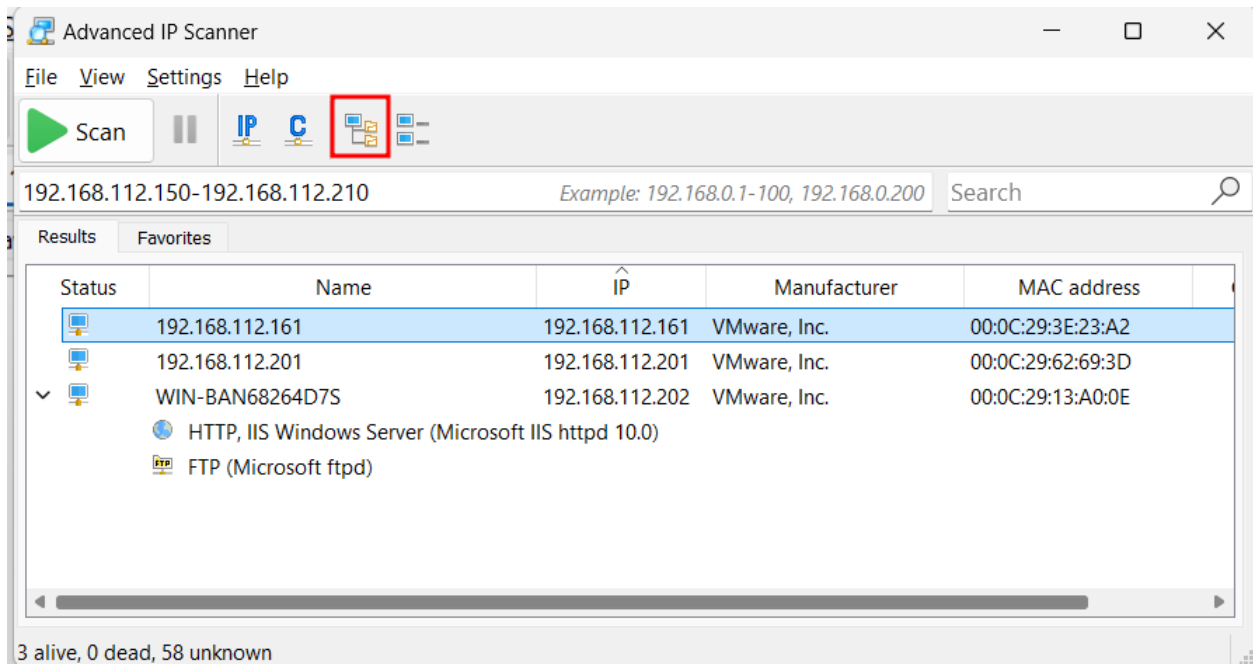 Advanced IP Scanner
File View Settings Help
Scan IP C
192.168.112.150-192.168.112.210 Example: 192.168.0.1-100, 192.168.0.200 Search
Results Favorites
Status Name IP Manufacturer MAC address
192.168.112.161 192.168.112.161 VMware, Inc. 00:0C:29:3E:23:A2
192.168.112.201 192.168.112.201 VMware, Inc. 00:0C:29:62:69:3D
WIN-BAN68264D7S 192.168.112.202 VMware, Inc. 00:0C:29:13:A0:0E
HTTP, IIS Windows Server (Microsoft IIS httpd 10.0)
FTP FTP (Microsoft ftpd)
3 alive, 0 dead, 58 unknown